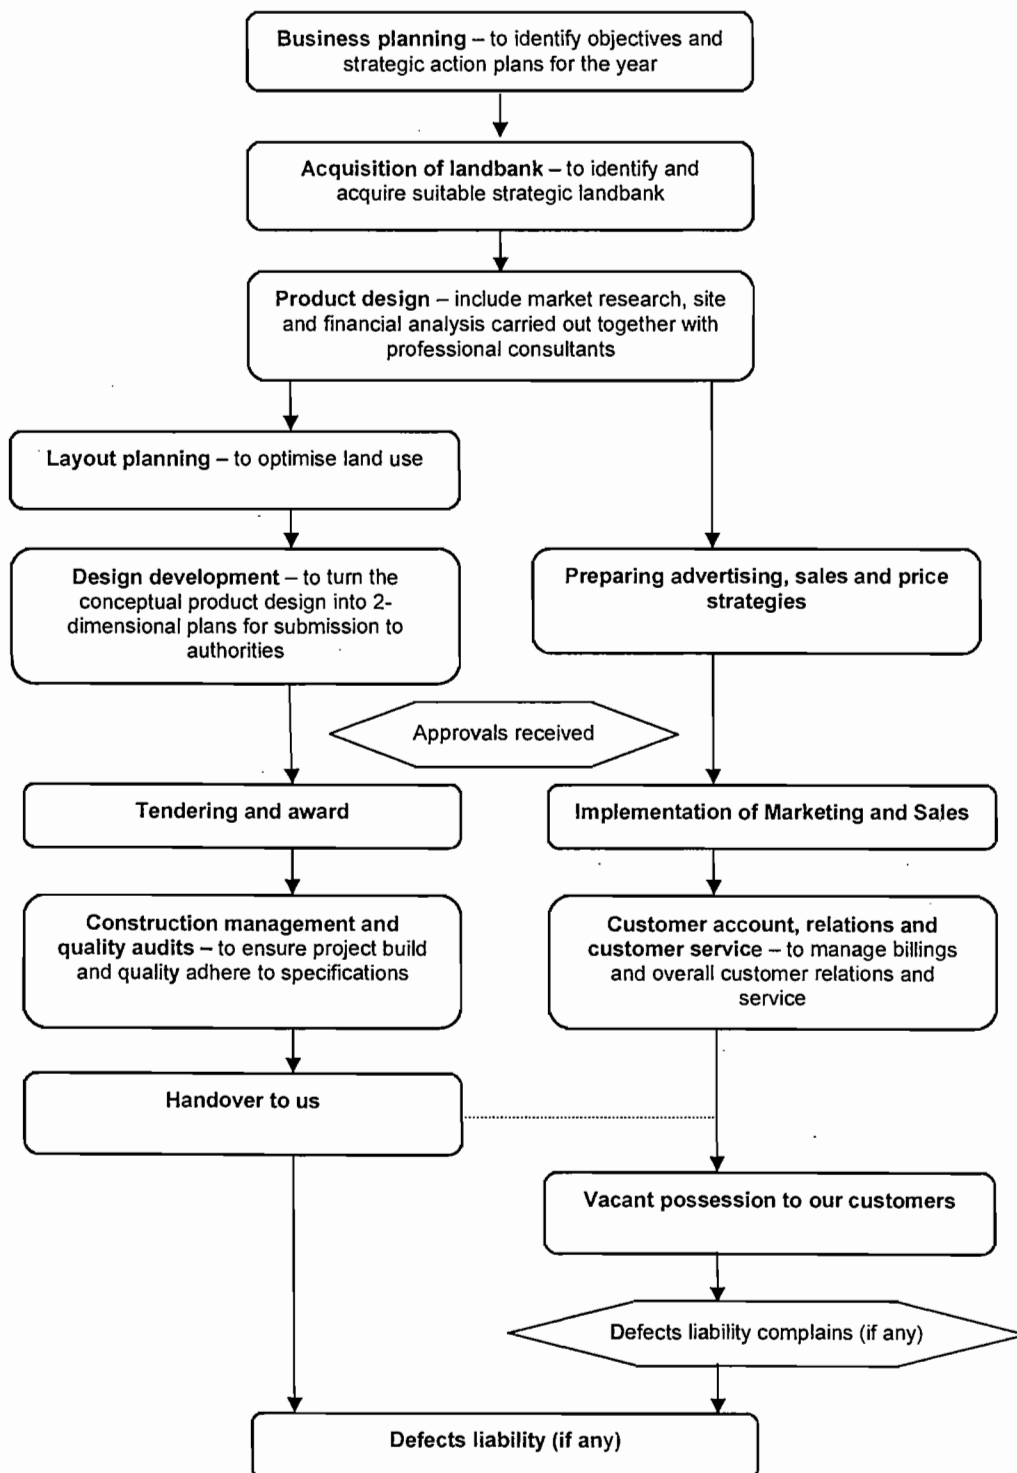 Business planning – to identify objectives and
strategic action plans for the year
Acquisition of landbank – to identify and
acquire suitable strategic landbank
Product design – include market research, site
and financial analysis carried out together with
professional consultants
Layout planning – to optimise land use
Design development – to turn the
conceptual product design into 2-
dimensional plans for submission to
authorities
Preparing advertising, sales and price
strategies
Approvals received
Tendering and award
Implementation of Marketing and Sales
Construction management and
quality audits – to ensure project build
and quality adhere to specifications
Customer account, relations and
customer service – to manage billings
and overall customer relations and
service
Handover to us
Vacant possession to our customers
Defects liability complains (if any)
Defects liability (if any)